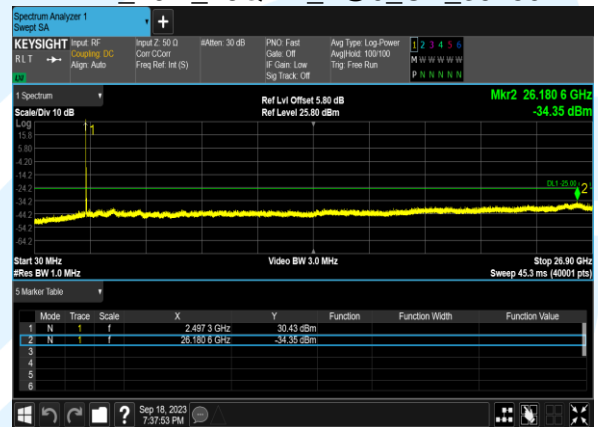 Spectrum Analyzer 1
Swept SA
+
KEYSIGHT
RLT
Input: RF
Coupling: DC
Align: Auto
Input Z: 50 Ω
Corr CCorr
Freq Ref: Int (S)
#Atten: 30 dB
PNO: Fast
Gate: Off
IF Gain: Low
Sig Track: Off
Avg Type: Log-Power
Avg|Hold: 100/100
Trig: Free Run
1 2 3 4 5 6
M W W W W W
P N N N N N
1 Spectrum
Scale/Div 10 dB
Ref Lvl Offset 5.80 dB
Ref Level 25.80 dBm
Mkr2 26.180 6 GHz
-34.35 dBm
Log
1
15.8
5.80
-4.20
-14.2
-24.2
DL1 -25.00
2
-34.2
-44.2
-54.2
-64.2
Start 30 MHz
#Res BW 1.0 MHz
Video BW 3.0 MHz
Stop 26.90 GHz
Sweep 45.3 ms (40001 pts)
5 Marker Table
Mode Trace Scale X Y Function Function Width Function Value
1 N 1 f 2.497 3 GHz 30.43 dBm
2 N 1 f 26.180 6 GHz -34.35 dBm
3
4
5
6
?
Sep 18, 2023
7:37:53 PM